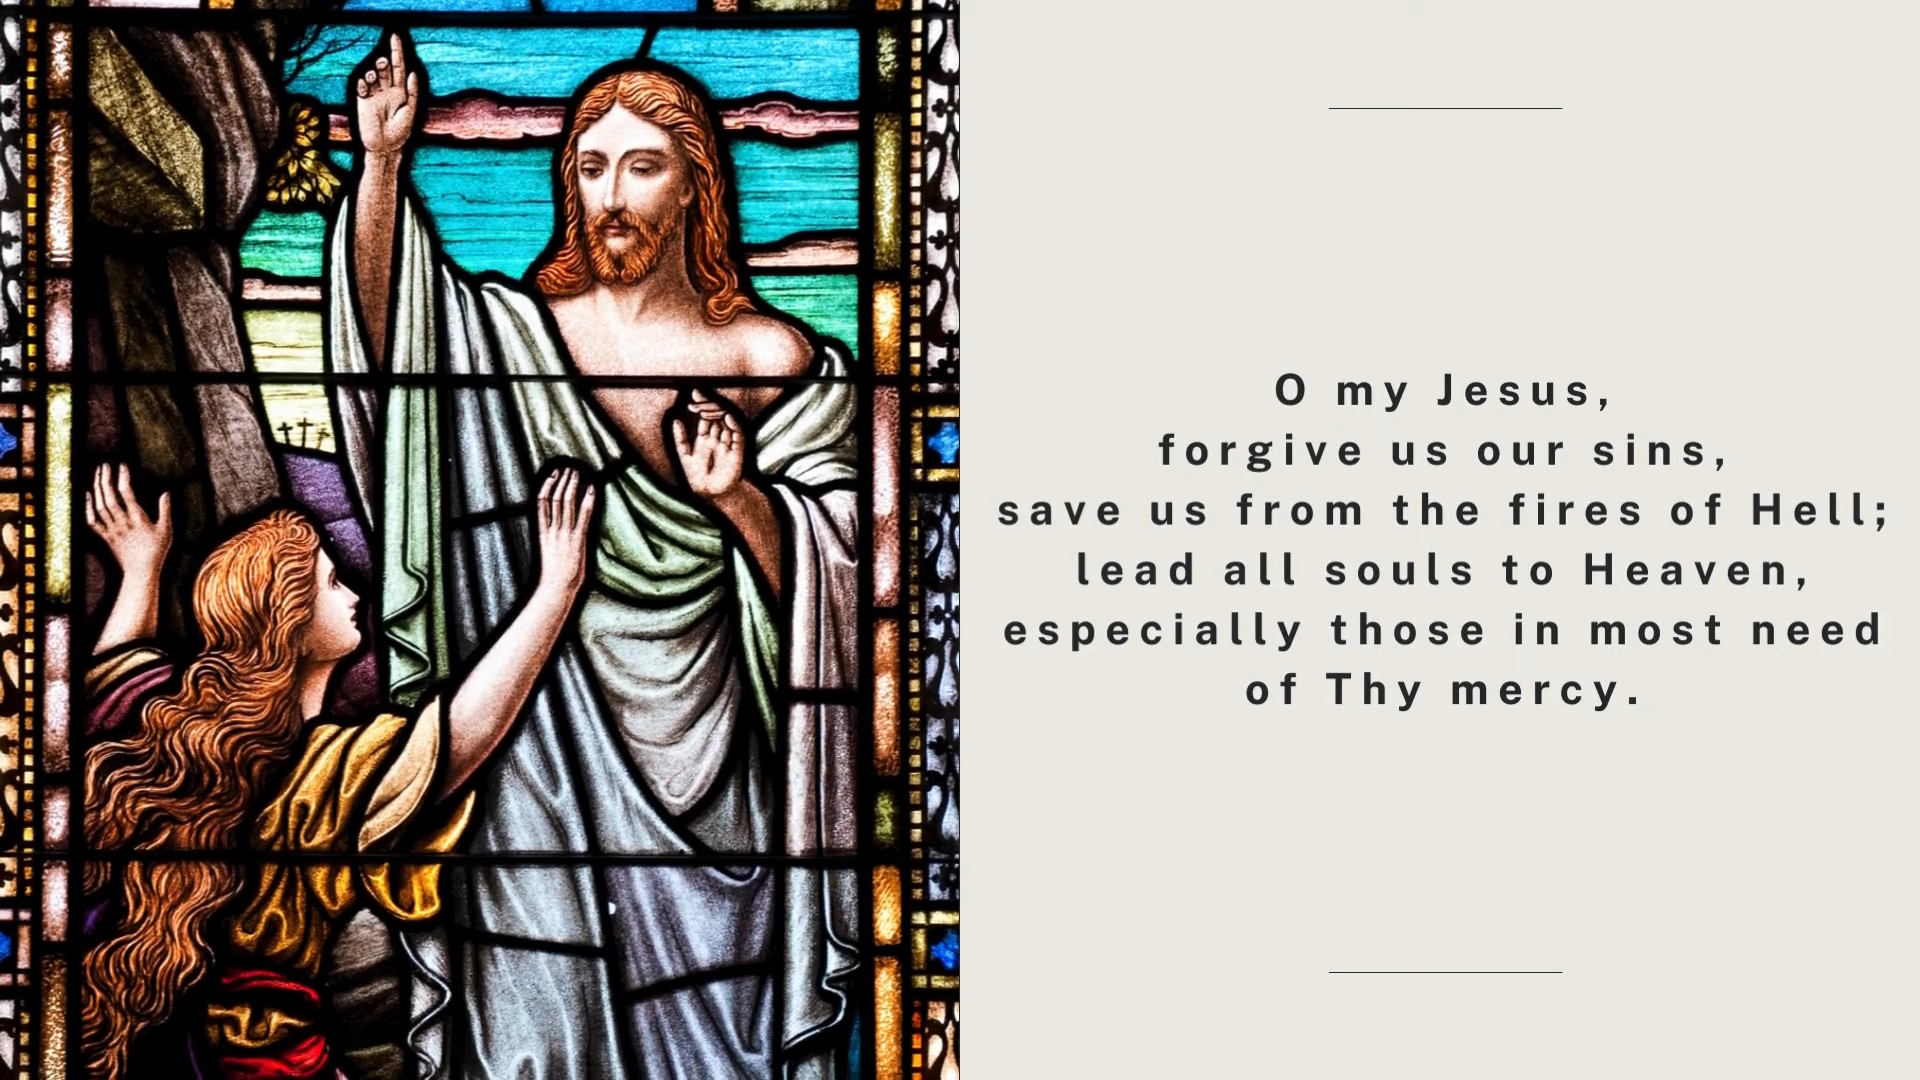 O my Jesus,
forgive us our sins,
save us from the fires of Hell;
lead all souls to Heaven,
especially those in most need
of Thy mercy.